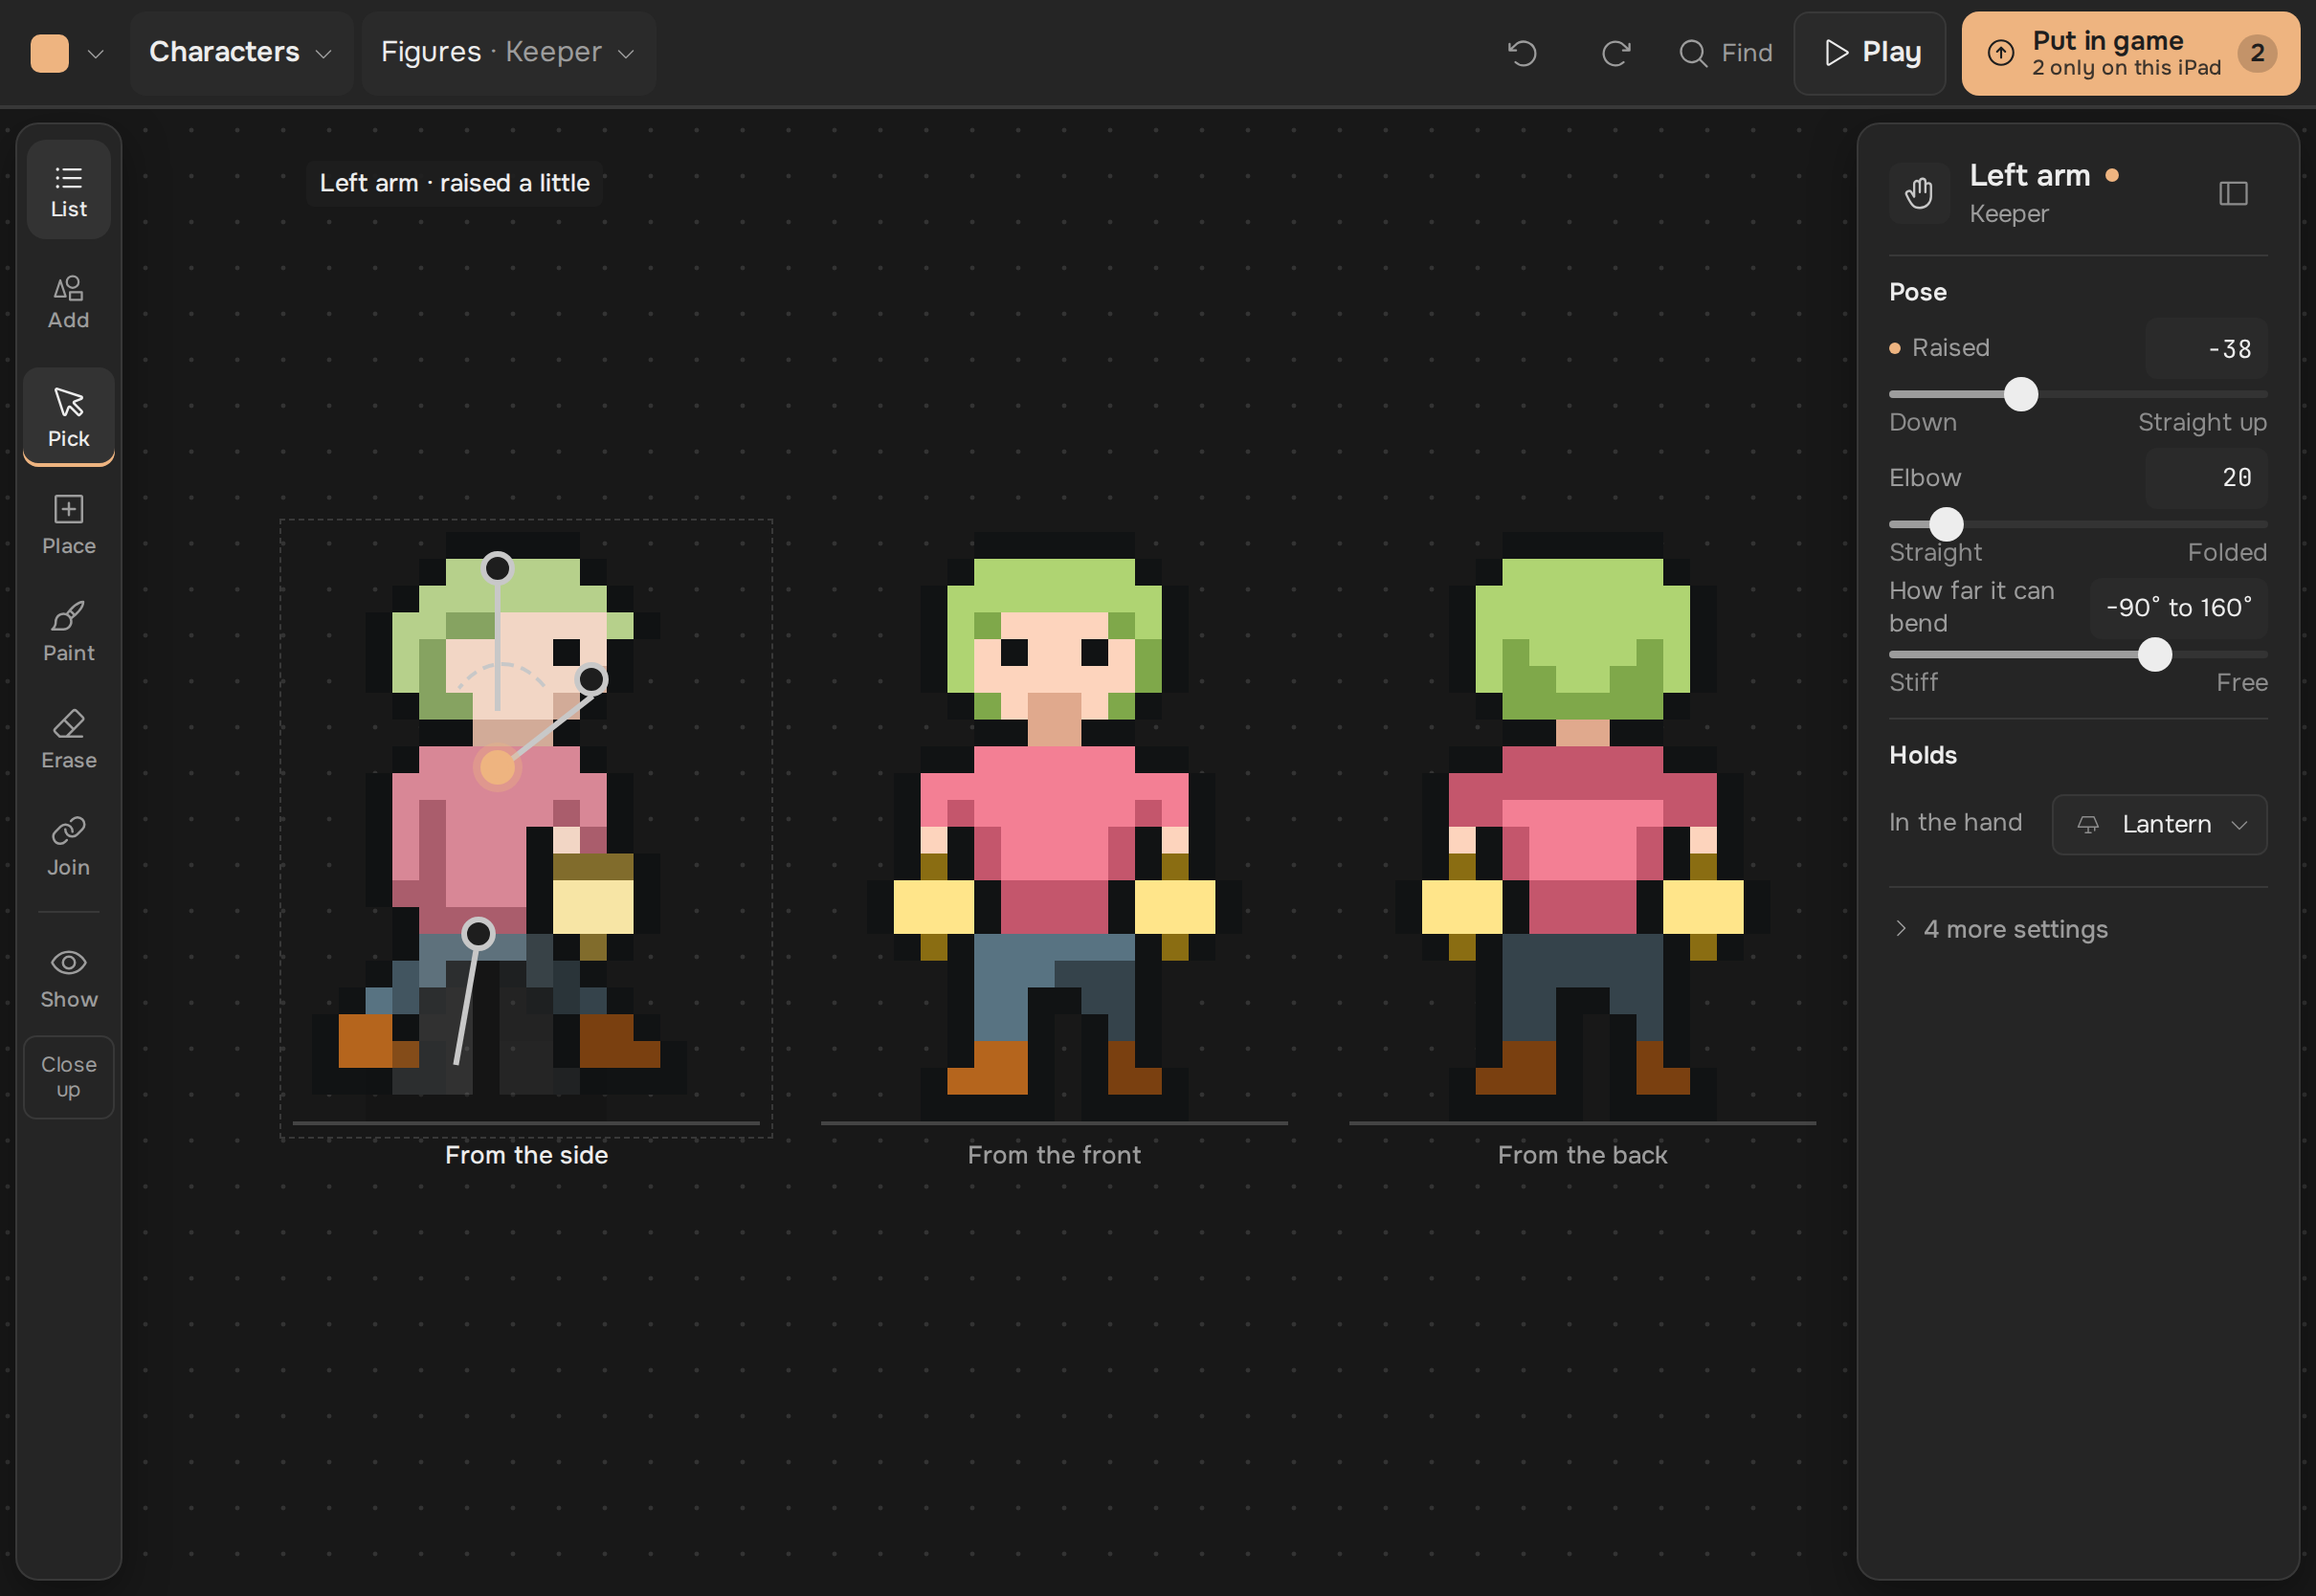 Characters
Figures · Keeper
Find
Play
Put in game
2 only on this iPad
2
List
Add
Pick
Place
Paint
Erase
Join
Show
Close
up
Left arm · raised a little
From the side
From the front
From the back
Left arm
Keeper
Pose
Raised
-38
Down
Straight up
Elbow
20
Straight
Folded
How far it can
bend
-90° to 160°
Stiff
Free
Holds
In the hand
Lantern
4 more settings